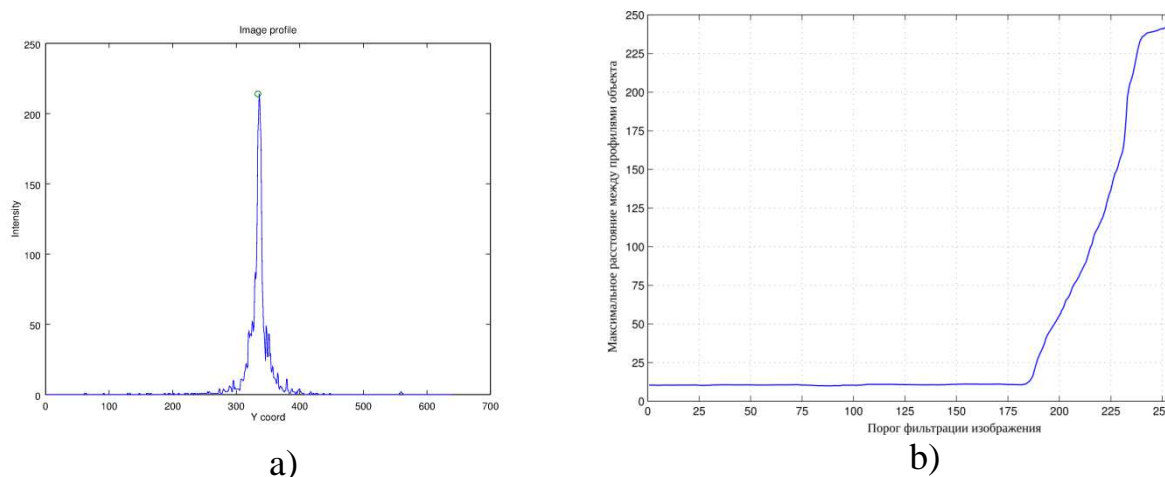 Image profile
250
200
150
100
50
0
Intensity
0 100 200 300 400 500 600 700
Y coord
a)
250
225
200
175
150
125
100
75
50
25
0
Максимальное расстояние между профилями объекта
0 25 50 75 100 125 150 175 200 225 250
Порог фильтрации изображения
b)